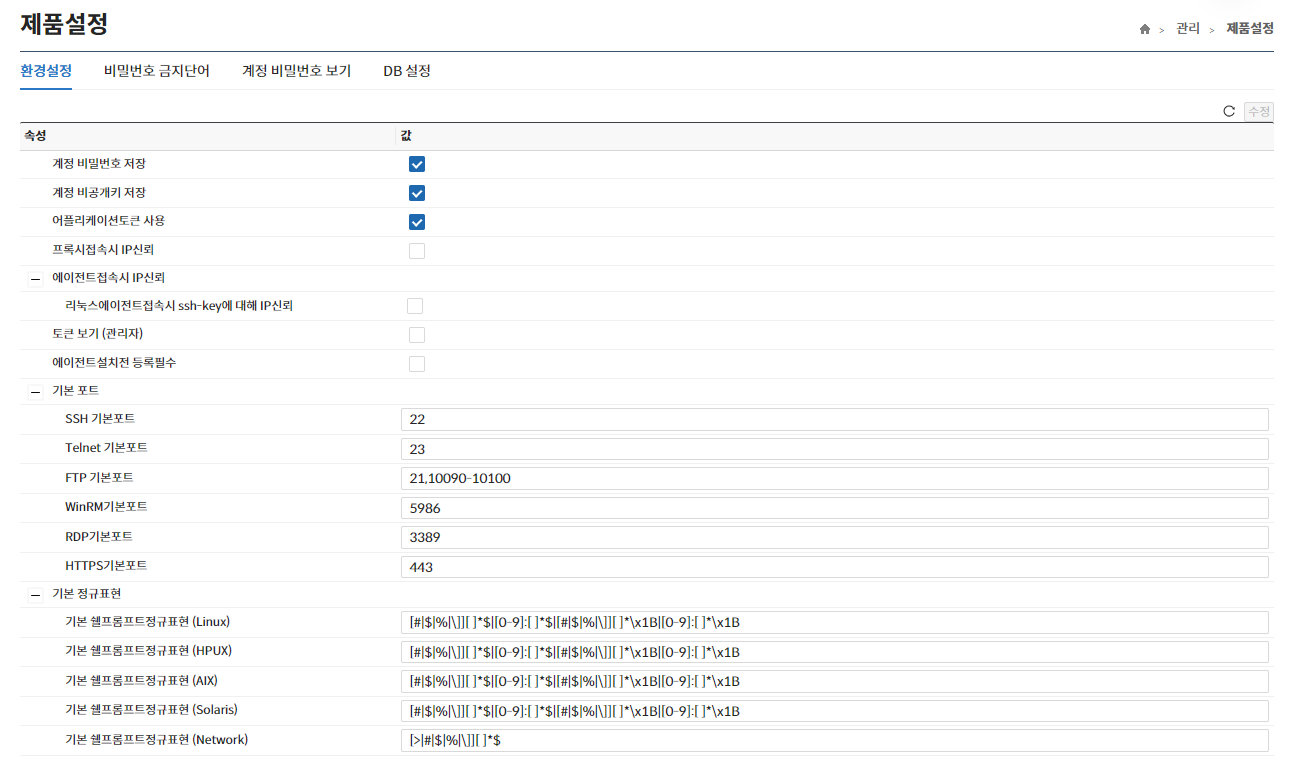 제품설정
관리 > 제품설정
환경설정 비밀번호 금지단어 계정 비밀번호 보기 DB 설정
수정
속성 값
계정 비밀번호 저장
계정 비공개키 저장
어플리케이션토큰 사용
프록시접속시 IP신뢰
에이전트접속시 IP신뢰
리눅스에이전트접속시 ssh-key에 대해 IP신뢰
토큰 보기 (관리자)
에이전트설치전 등록필수
기본 포트
SSH 기본포트 22
Telnet 기본포트 23
FTP 기본포트 21,10090-10100
WinRM기본포트 5986
RDP기본포트 3389
HTTPS기본포트 443
기본 정규표현
기본 쉘프롬프트정규표현 (Linux) [#|$|%|\]][ ]*$|[0-9]:[ ]*$|[#|$|%|\]][ ]*\x1B|[0-9]:[ ]*\x1B
기본 쉘프롬프트정규표현 (HPUX) [#|$|%|\]][ ]*$|[0-9]:[ ]*$|[#|$|%|\]][ ]*\x1B|[0-9]:[ ]*\x1B
기본 쉘프롬프트정규표현 (AIX) [#|$|%|\]][ ]*$|[0-9]:[ ]*$|[#|$|%|\]][ ]*\x1B|[0-9]:[ ]*\x1B
기본 쉘프롬프트정규표현 (Solaris) [#|$|%|\]][ ]*$|[0-9]:[ ]*$|[#|$|%|\]][ ]*\x1B|[0-9]:[ ]*\x1B
기본 쉘프롬프트정규표현 (Network) [>|#|$|%|\]][ ]*$